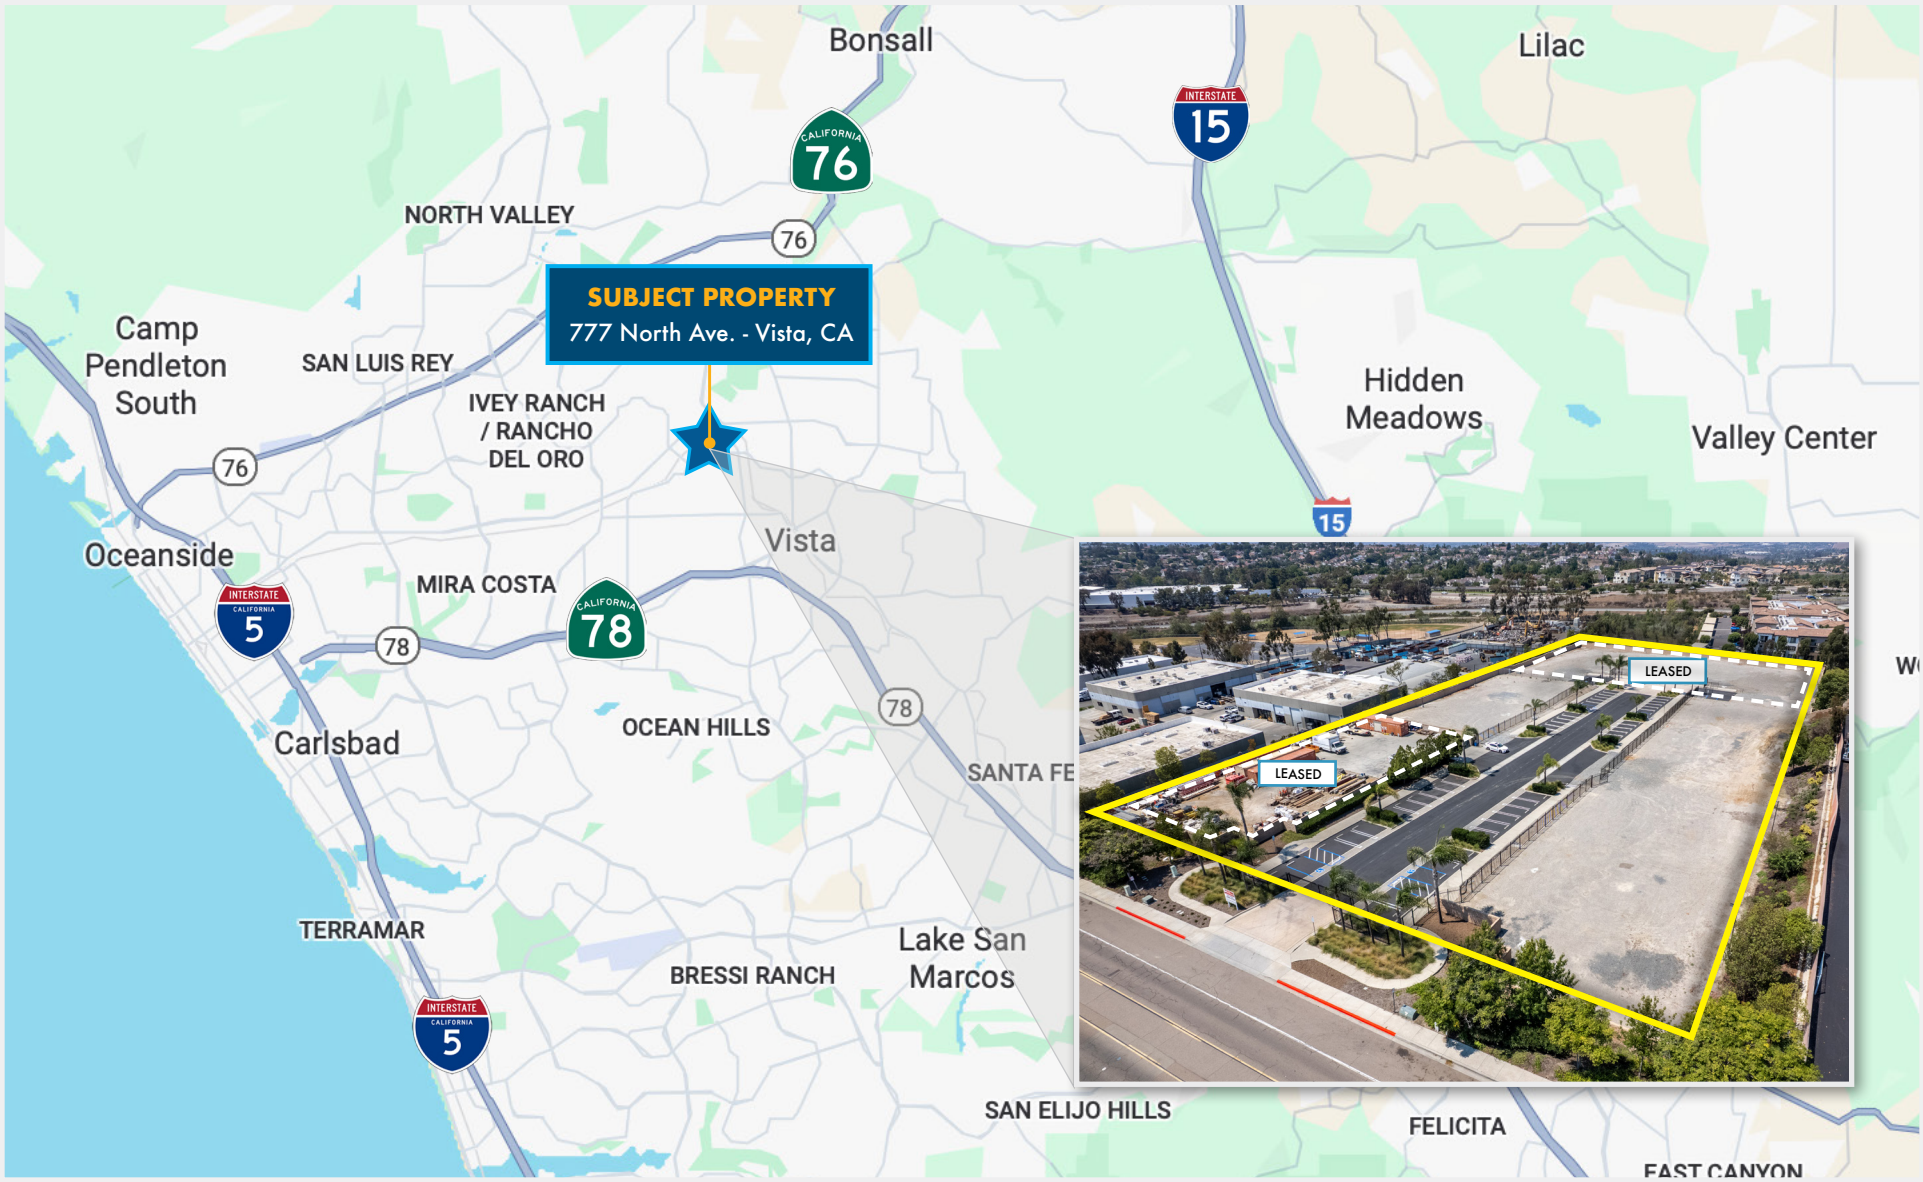 Bonsall
Lilac
INTERSTATE
15
CALIFORNIA
76
NORTH VALLEY
76
SUBJECT PROPERTY
777 North Ave. - Vista, CA
Camp
Pendleton
South
SAN LUIS REY
IVEY RANCH
/ RANCHO
DEL ORO
Hidden
Meadows
Valley Center
76
15
Oceanside
Vista
MIRA COSTA
INTERSTATE
CALIFORNIA
5
CALIFORNIA
78
78
LEASED
78
OCEAN HILLS
Carlsbad
SANTA FE
LEASED
TERRAMAR
Lake San
Marcos
BRESSI RANCH
INTERSTATE
CALIFORNIA
5
SAN ELIJO HILLS
FELICITA
EAST CANYON